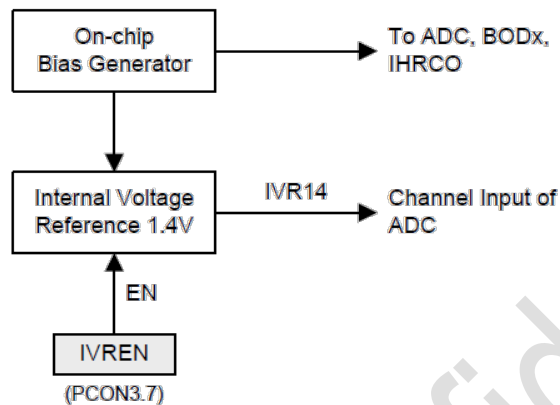 On-chip
Bias Generator
To ADC, BODx,
IHRCO
Internal Voltage
Reference 1.4V
IVR14
Channel Input of
ADC
EN
IVREN
(PCON3.7)
fid